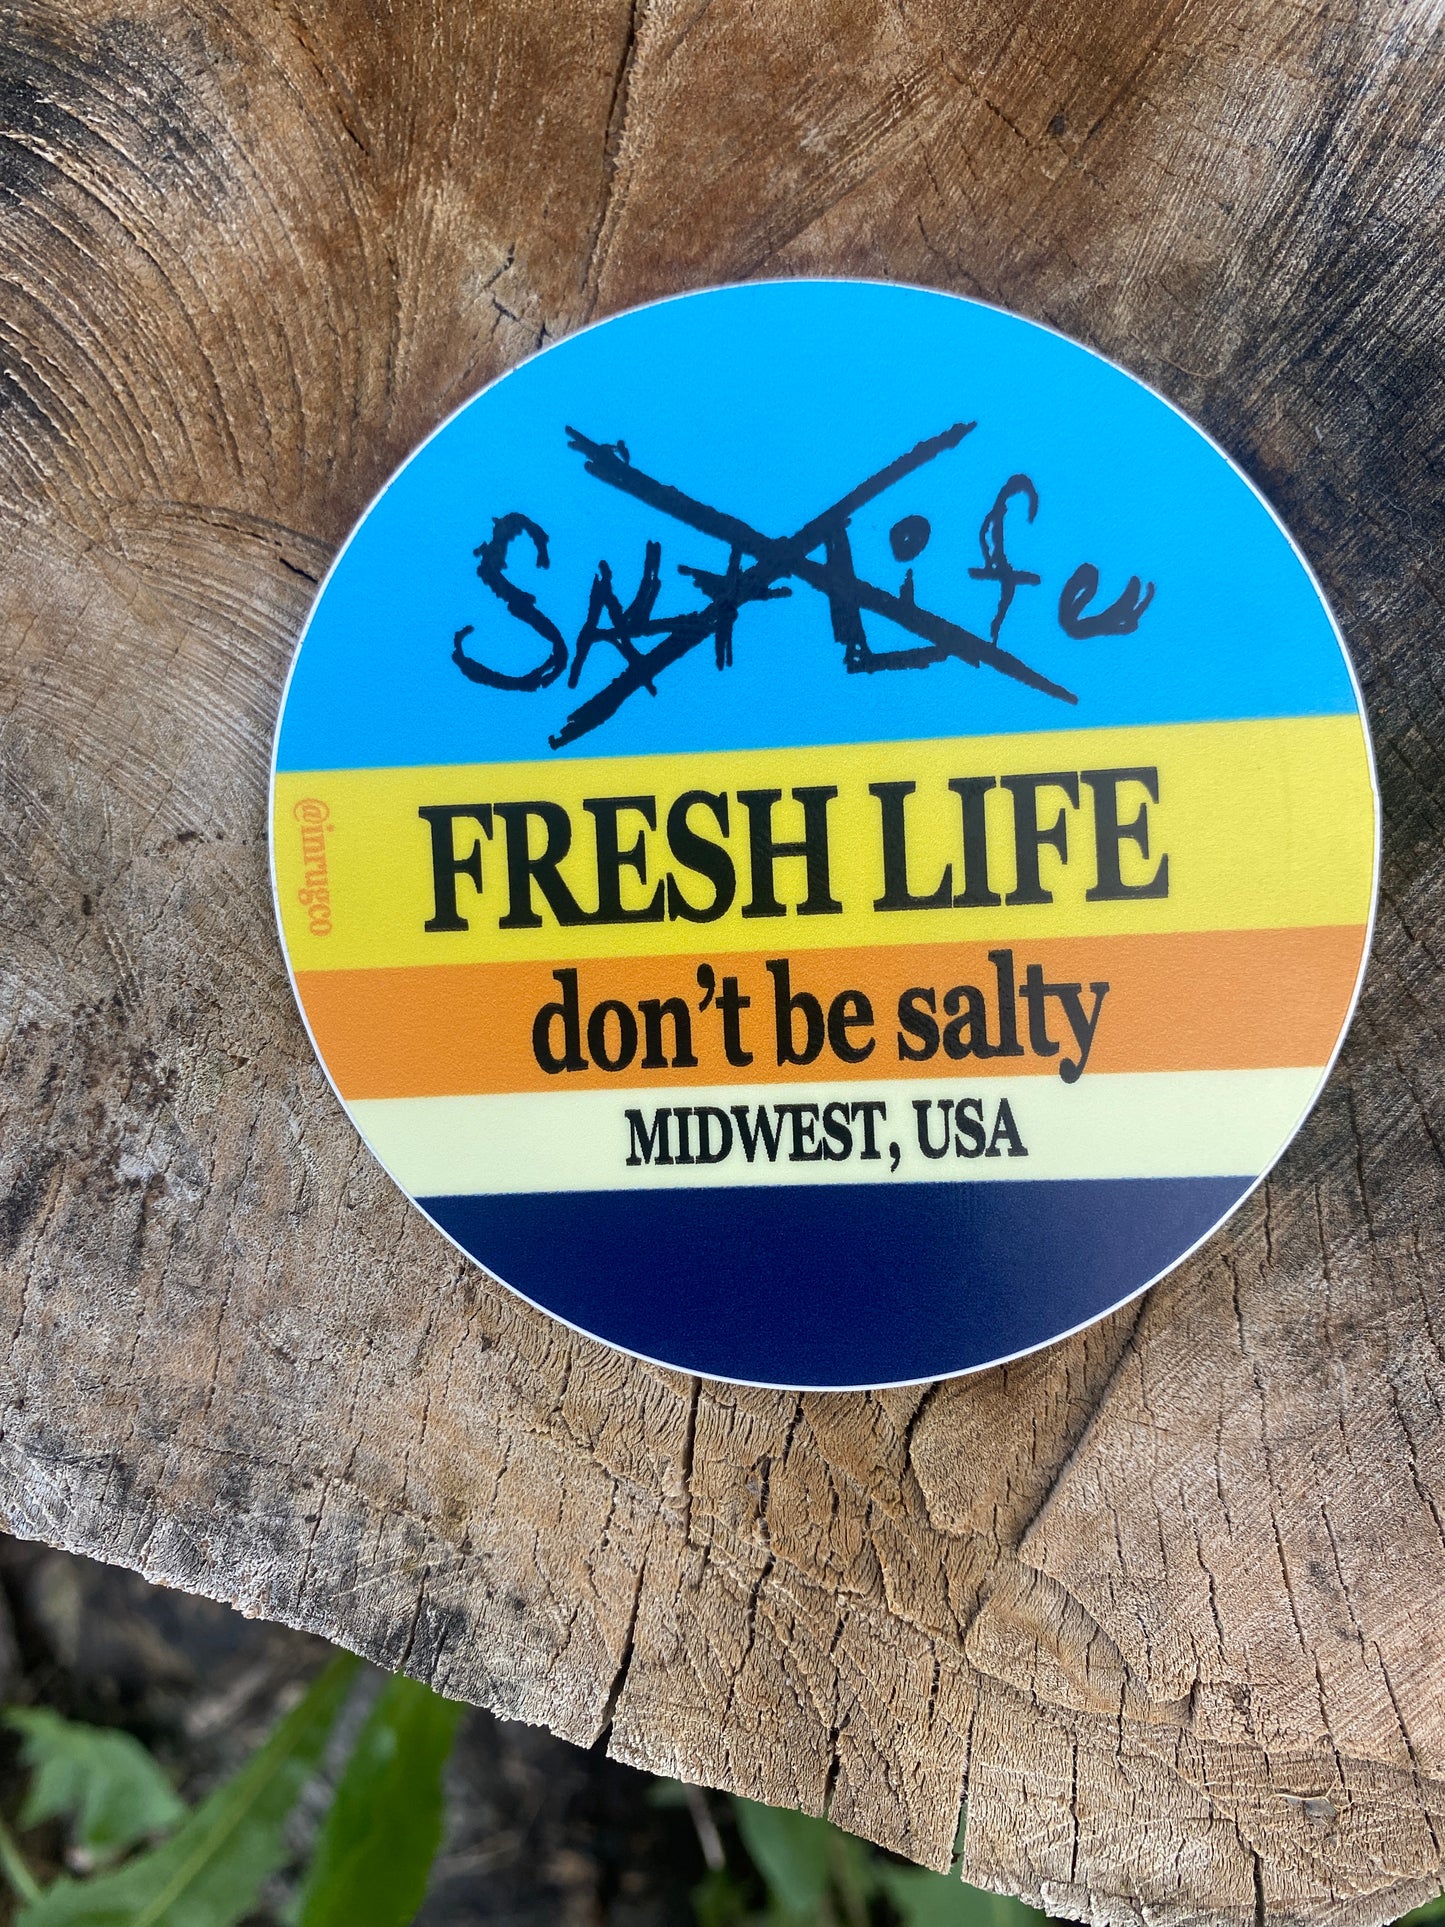 Salt Life
FRESH LIFE
don't be salty
MIDWEST, USA
@inrugco